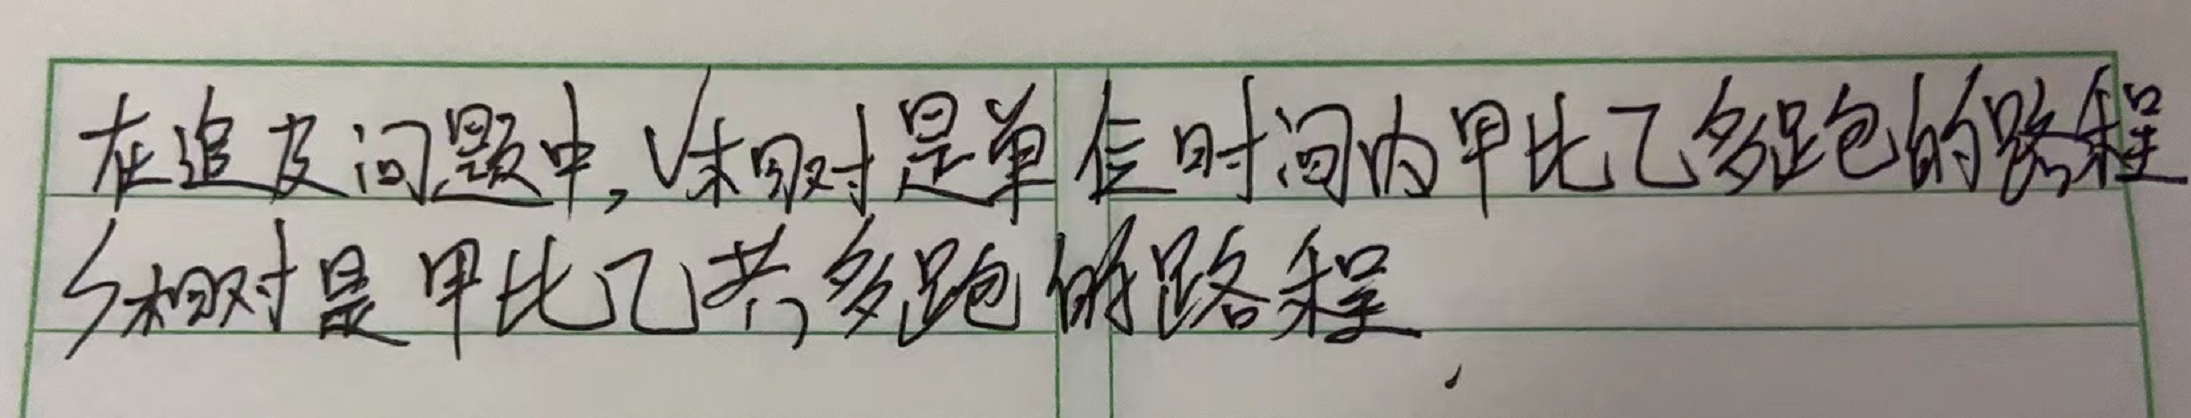 在追及问题中,V相对是单位时间内甲比乙多跑的路程
S相对是甲比乙共多跑的路程.